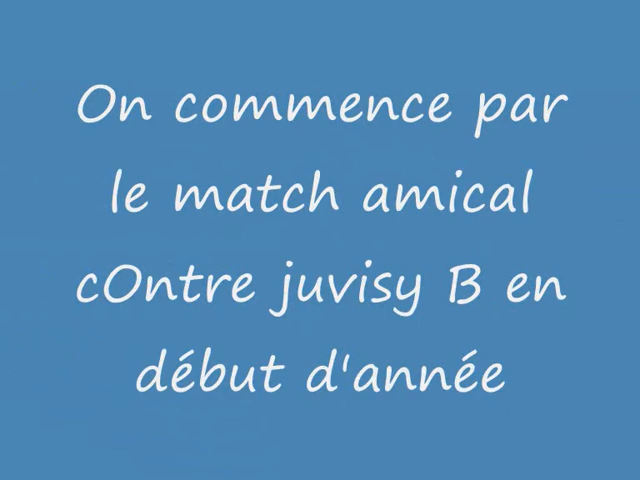 On commence par
le match amical
cOntre juvisy B en
début d'année